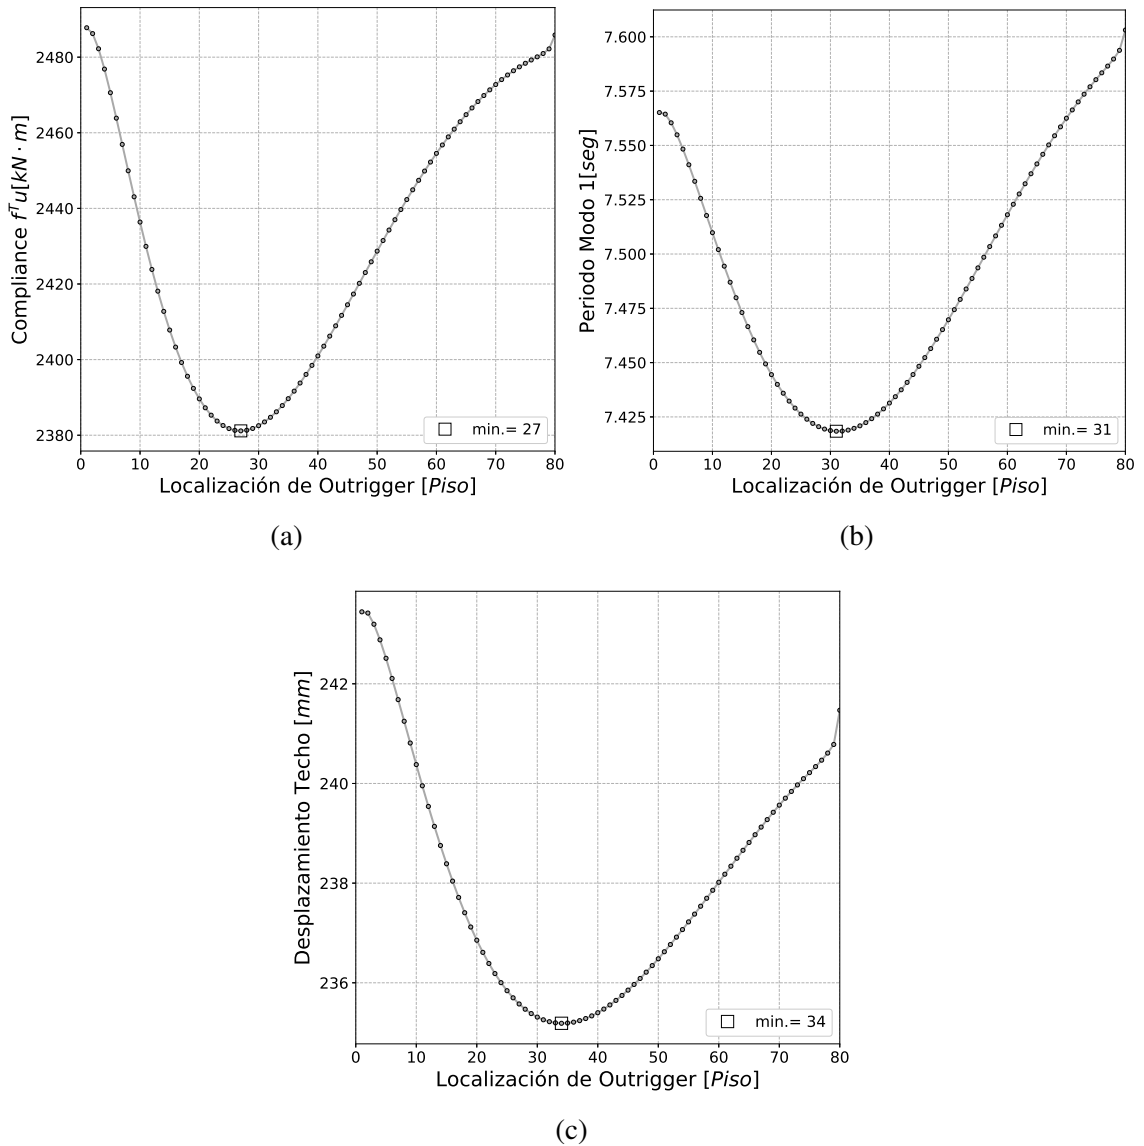 Compliance f^T u[kN · m]
2480
2460
2440
2420
2400
2380
0 10 20 30 40 50 60 70 80
min.= 27
Localización de Outrigger [Piso]
(a)
Periodo Modo 1[seg]
7.600
7.575
7.550
7.525
7.500
7.475
7.450
7.425
0 10 20 30 40 50 60 70 80
min.= 31
Localización de Outrigger [Piso]
(b)
Desplazamiento Techo [mm]
242
240
238
236
0 10 20 30 40 50 60 70 80
min.= 34
Localización de Outrigger [Piso]
(c)